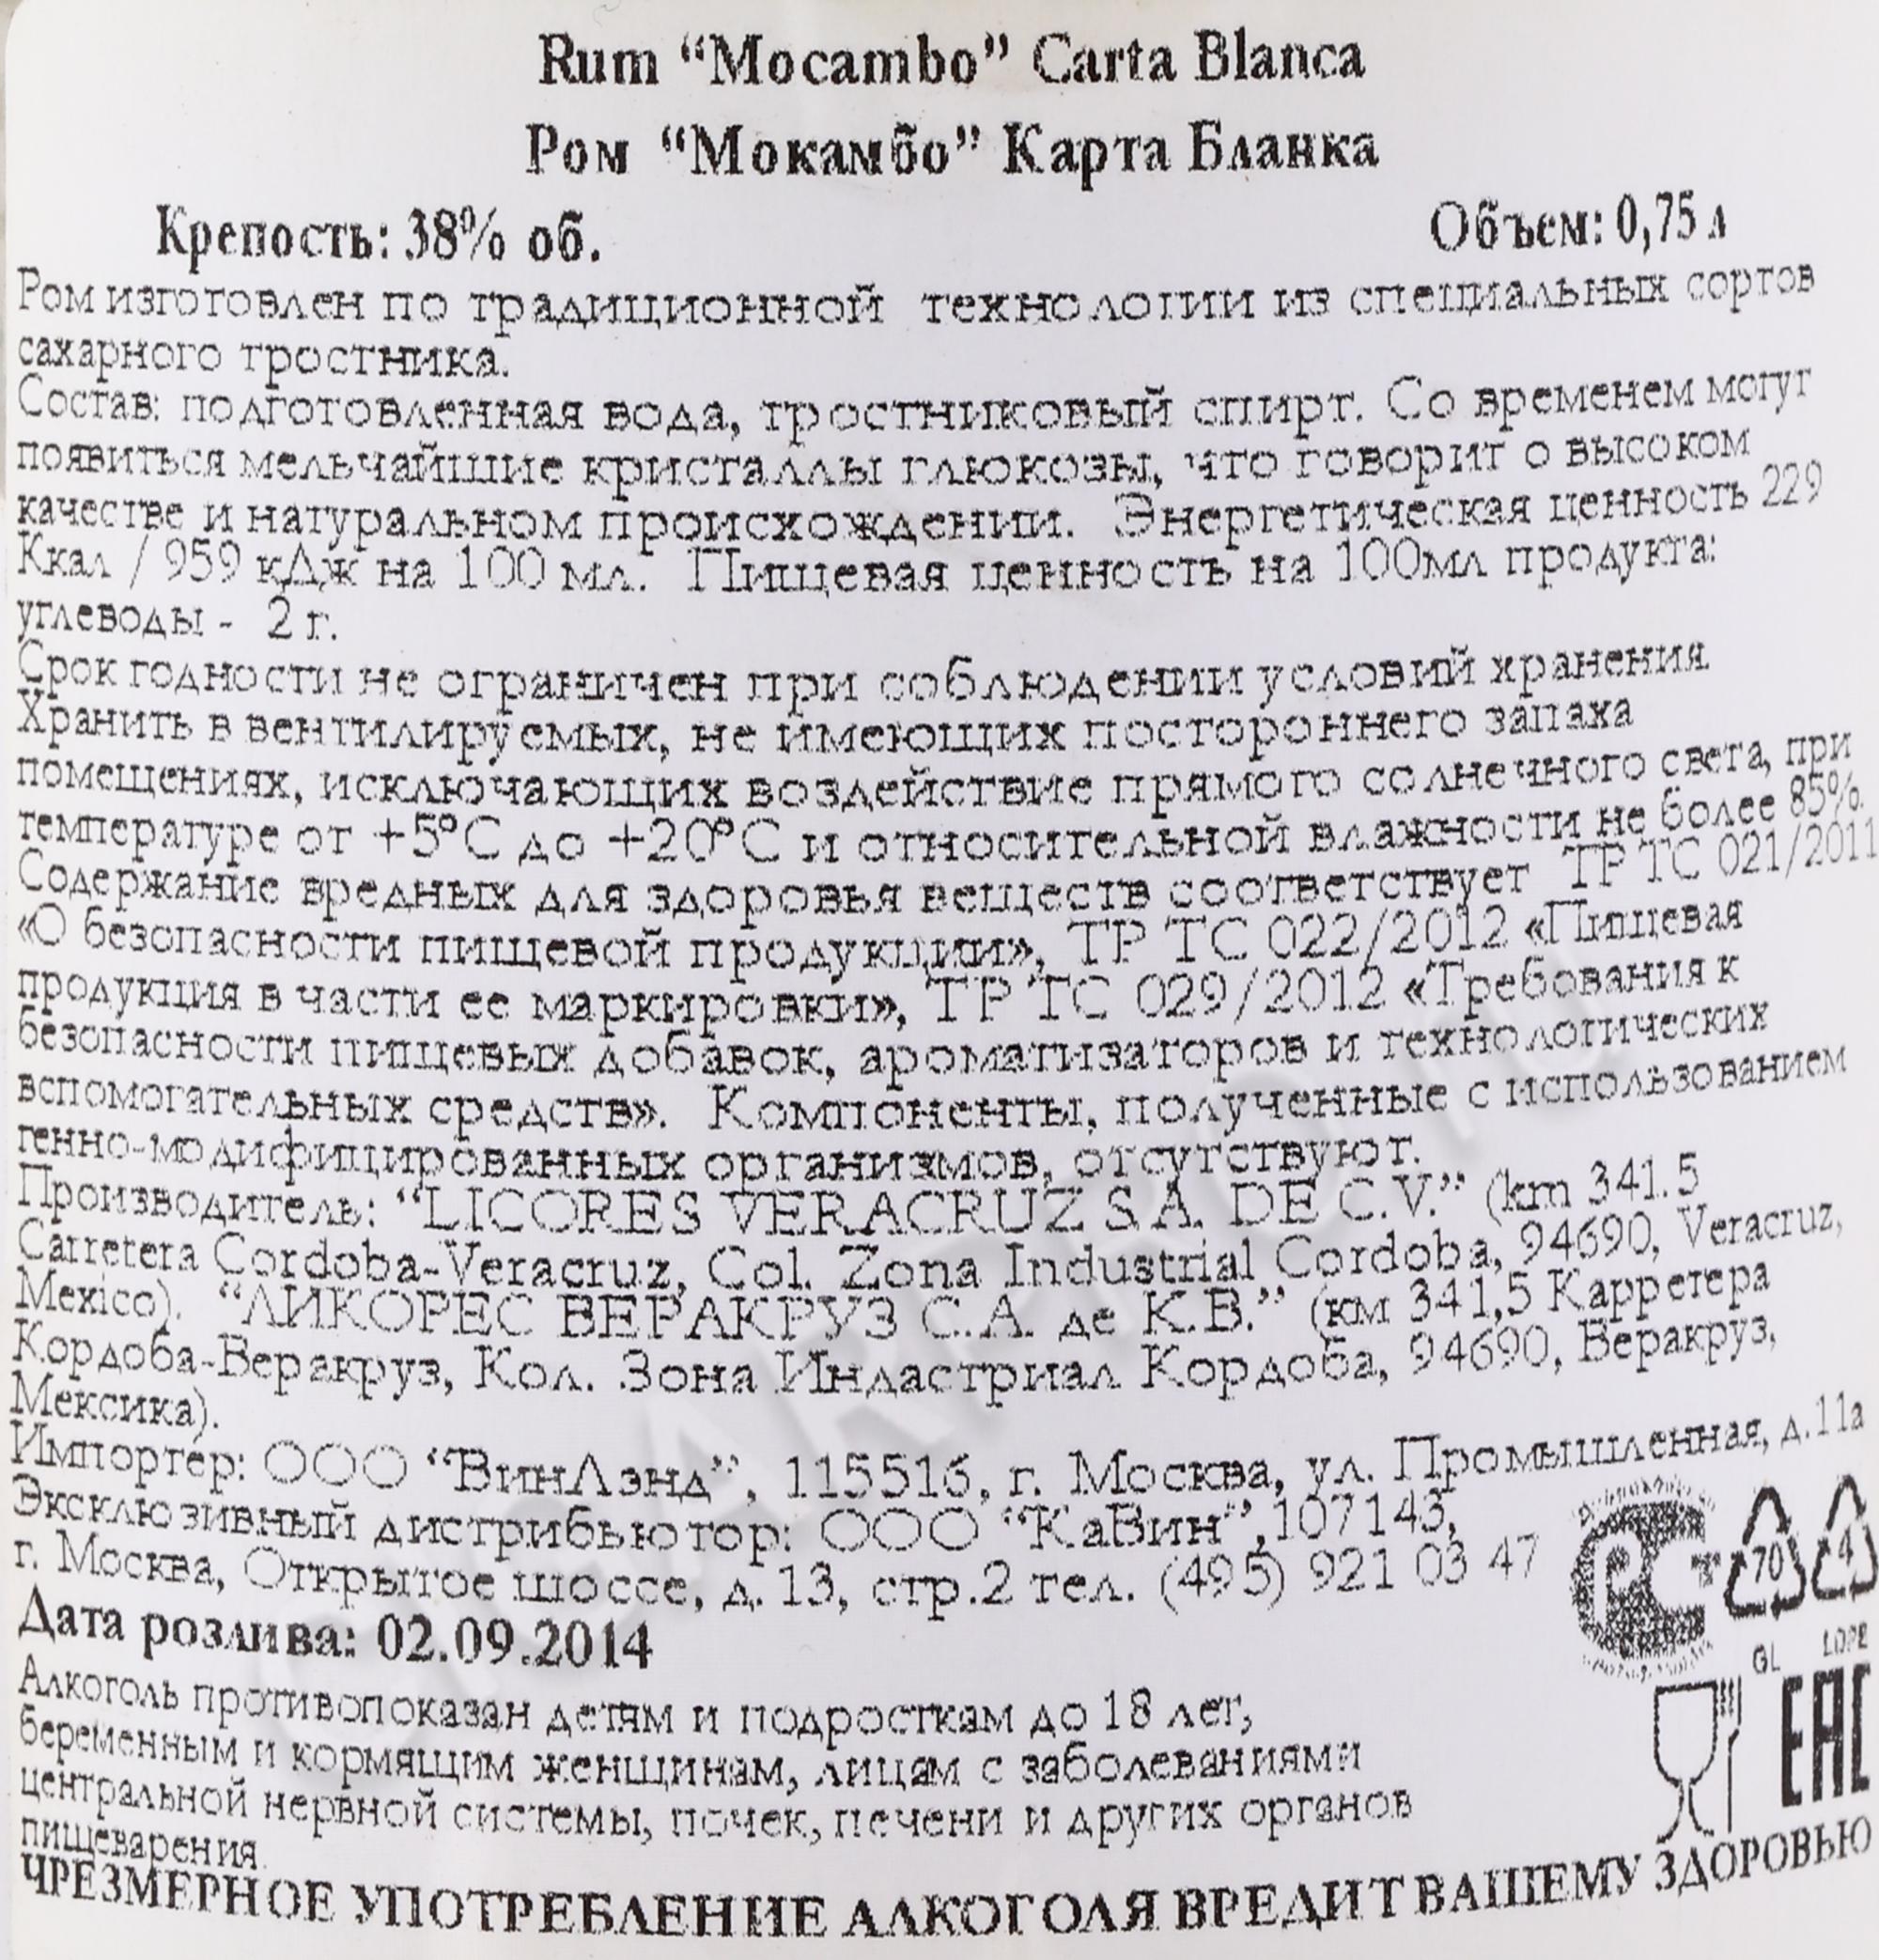 Rum “Mocambo” Carta Blanca
Ром “Мокамбо” Карта Бланка
Крепость: 38% об. Объем: 0,75 л
Ром изготовлен по традиционной технологии из специальных сортов
сахарного тростника.
Состав: подготовленная вода, тростниковый спирт. Со временем могут
появиться мельчайшие кристаллы глюкозы, что говорит о высоком
качестве и натуральном происхождении. Энергетическая ценность 229
Ккал / 959 кДж на 100 мл. Пищевая ценность на 100мл продукта:
углеводы - 2 г.
Срок годности не ограничен при соблюдении условий хранения.
Хранить в вентилируемых, не имеющих постороннего запаха
помещениях, исключающих воздействие прямого солнечного света, при
температуре от +5°C до +20°C и относительной влажности не более 85%.
Содержание вредных для здоровья веществ соответствует ТР ТС 021/2011
«О безопасности пищевой продукции», ТР ТС 022/2012 «Пищевая
продукция в части ее маркировки», ТР ТС 029/2012 «Требования к
безопасности пищевых добавок, ароматизаторов и технологических
вспомогательных средств». Компоненты, полученные с использованием
генно-модифицированных организмов, отсутствуют.
Производитель: “LICORES VERACRUZ S.A. DE C.V.” (km 341.5
Carretera Cordoba-Veracruz, Col. Zona Industrial Cordoba, 94690, Veracruz,
Mexico). “ЛИКОРЕС ВЕРАКРУЗ С.А. де К.В.” (км 341,5 Карретера
Кордоба-Веракруз, Кол. Зона Индастриал Кордоба, 94690, Веракруз,
Мексика).
Импортёр: ООО “ВинЛэнд”, 115516, г. Москва, ул. Промышленная, д.11а
Эксклюзивный дистрибьютор: ООО “КаВин”,107143,
г. Москва, Открытое шоссе, д. 13, стр.2 тел. (495) 921 03 47
РСТ 70 4
GL LDPE
Дата розлива: 02.09.2014
EAC
Алкоголь противопоказан детям и подросткам до 18 лет,
беременным и кормящим женщинам, лицам с заболеваниями
центральной нервной системы, почек, печени и других органов
пищеварения.
ЧРЕЗМЕРНОЕ УПОТРЕБЛЕНИЕ АЛКОГОЛЯ ВРЕДИТ ВАШЕМУ ЗДОРОВЬЮ